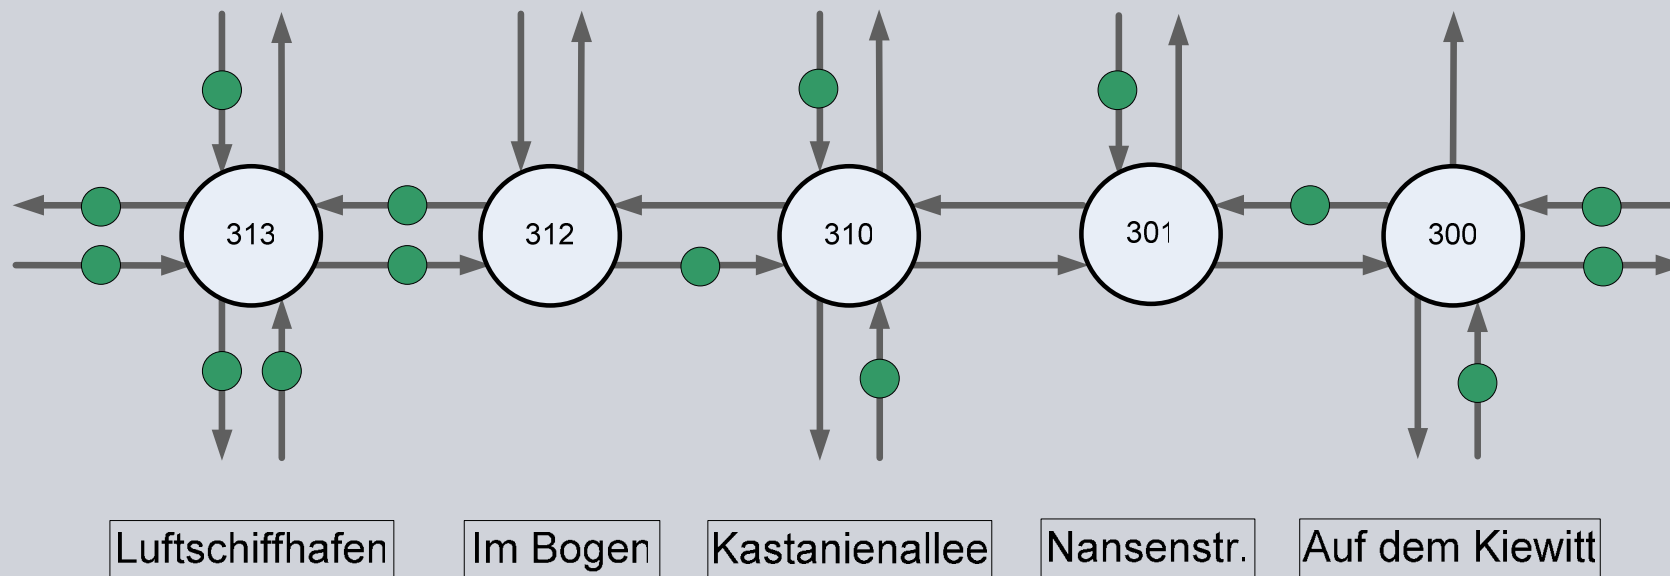 313
312
310
301
300
Luftschiffhafen
Im Bogen
Kastanienallee
Nansenstr.
Auf dem Kiewitt